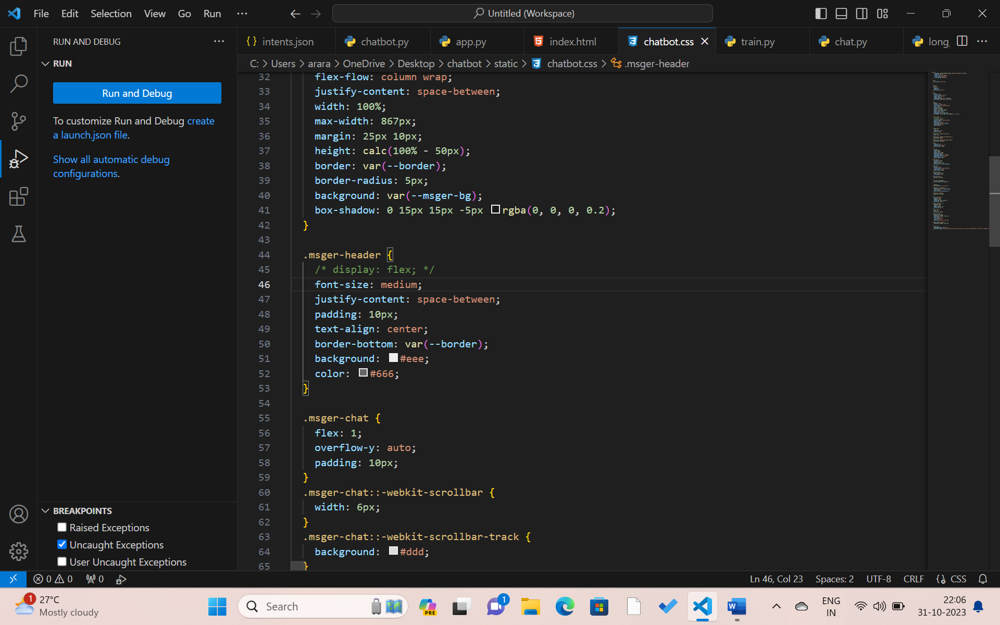 File Edit Selection View Go Run ···
Untitled (Workspace)
RUN AND DEBUG
RUN
Run and Debug
To customize Run and Debug create
a launch.json file.
Show all automatic debug
configurations.
BREAKPOINTS
Raised Exceptions
Uncaught Exceptions
User Uncaught Exceptions
{} intents.json chatbot.py app.py index.html chatbot.css train.py chat.py long_
C: > Users > arara > OneDrive > Desktop > chatbot > static > chatbot.css > .msger-header
32 flex-flow: column wrap;
33 justify-content: space-between;
34 width: 100%;
35 max-width: 867px;
36 margin: 25px 10px;
37 height: calc(100% - 50px);
38 border: var(--border);
39 border-radius: 5px;
40 background: var(--msger-bg);
41 box-shadow: 0 15px 15px -5px rgba(0, 0, 0, 0.2);
42 }
43
44 .msger-header {
45 /* display: flex; */
46 font-size: medium;
47 justify-content: space-between;
48 padding: 10px;
49 text-align: center;
50 border-bottom: var(--border);
51 background: #eee;
52 color: #666;
53 }
54
55 .msger-chat {
56 flex: 1;
57 overflow-y: auto;
58 padding: 10px;
59 }
60 .msger-chat::-webkit-scrollbar {
61 width: 6px;
62 }
63 .msger-chat::-webkit-scrollbar-track {
64 background: #ddd;
65 }
0 0 0
Ln 46, Col 23 Spaces: 2 UTF-8 CRLF CSS
1 27°C
Mostly cloudy
Search
PRE
1
W
ENG
IN
22:06
31-10-2023